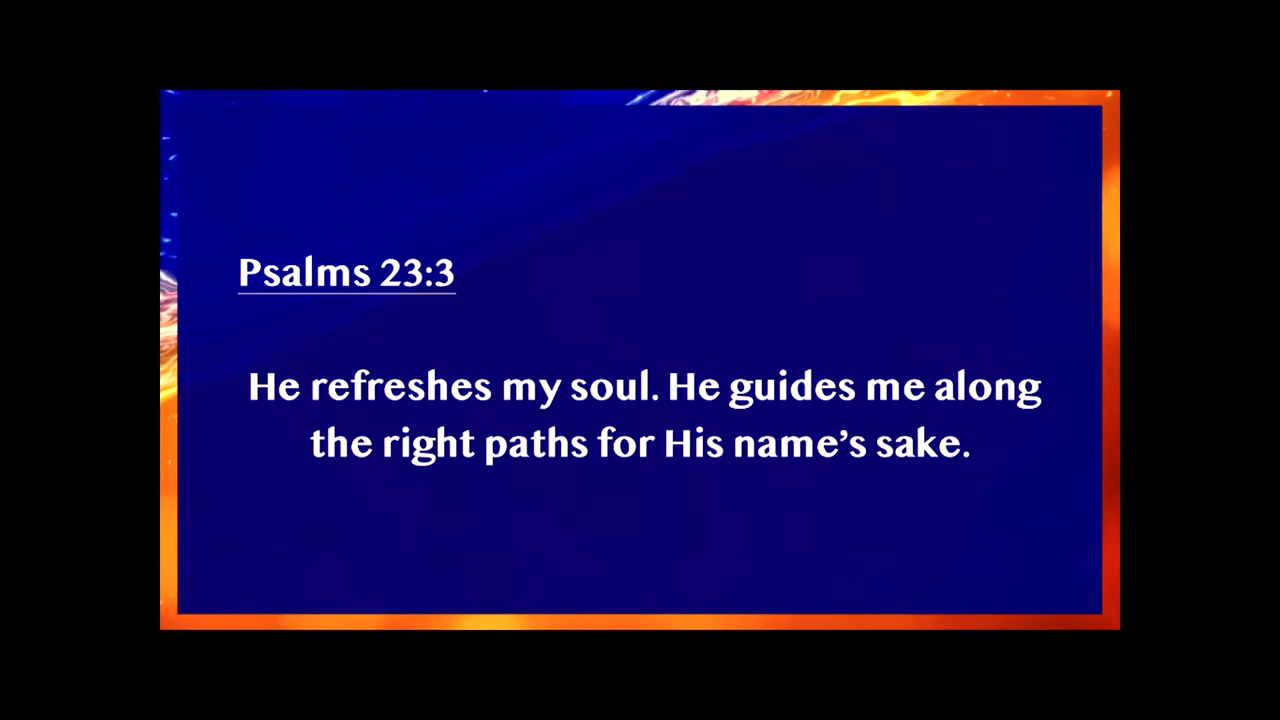 Psalms 23:3
He refreshes my soul. He guides me along
the right paths for His name’s sake.